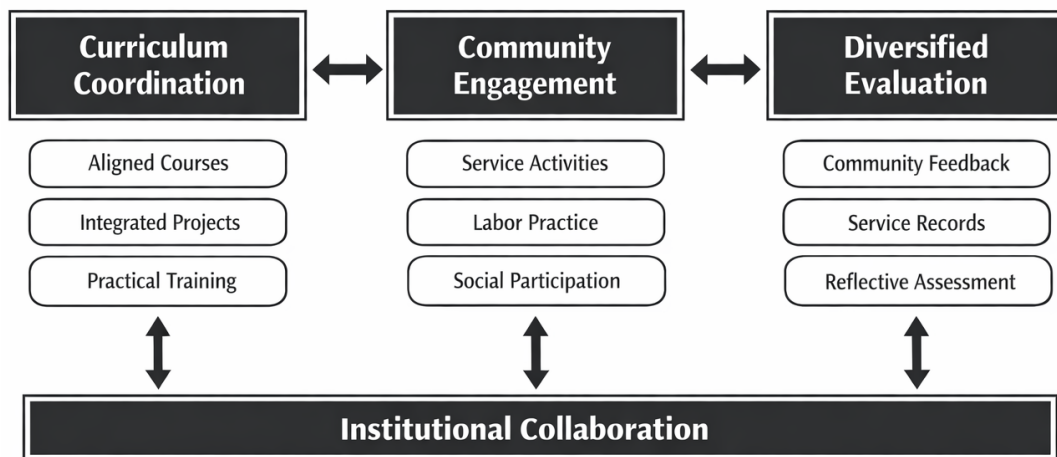 Curriculum
Coordination
Community
Engagement
Diversified
Evaluation
Aligned Courses
Integrated Projects
Practical Training
Service Activities
Labor Practice
Social Participation
Community Feedback
Service Records
Reflective Assessment
Institutional Collaboration